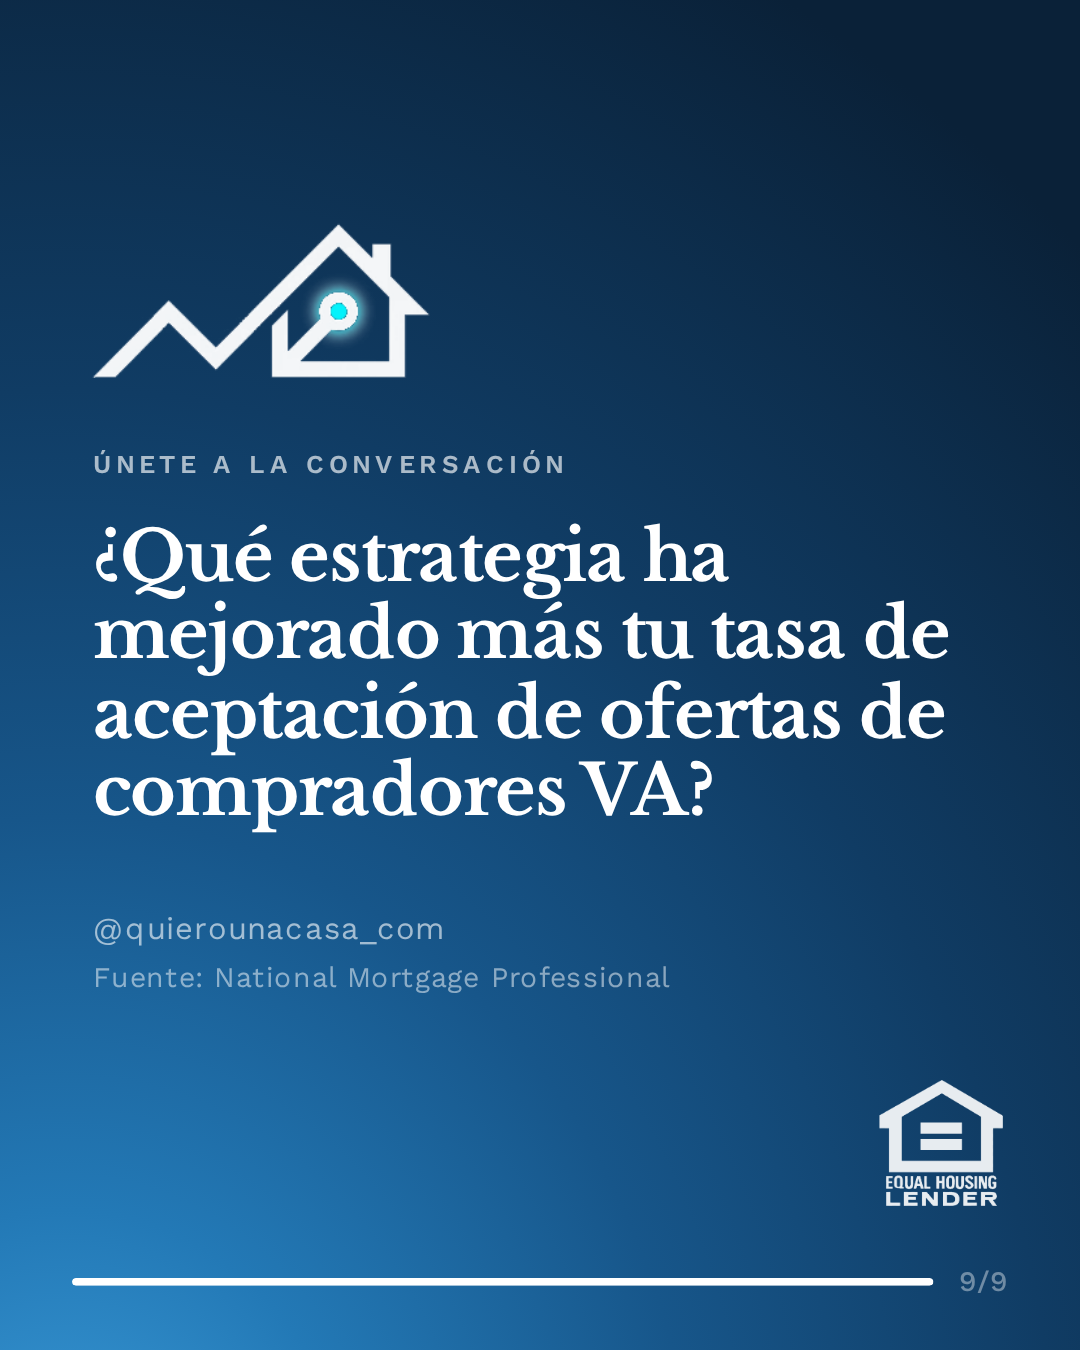 ÚNETE A LA CONVERSACIÓN
¿Qué estrategia ha
mejorado más tu tasa de
aceptación de ofertas de
compradores VA?
@quierounacasa_com
Fuente: National Mortgage Professional
EQUAL HOUSING
LENDER
9/9